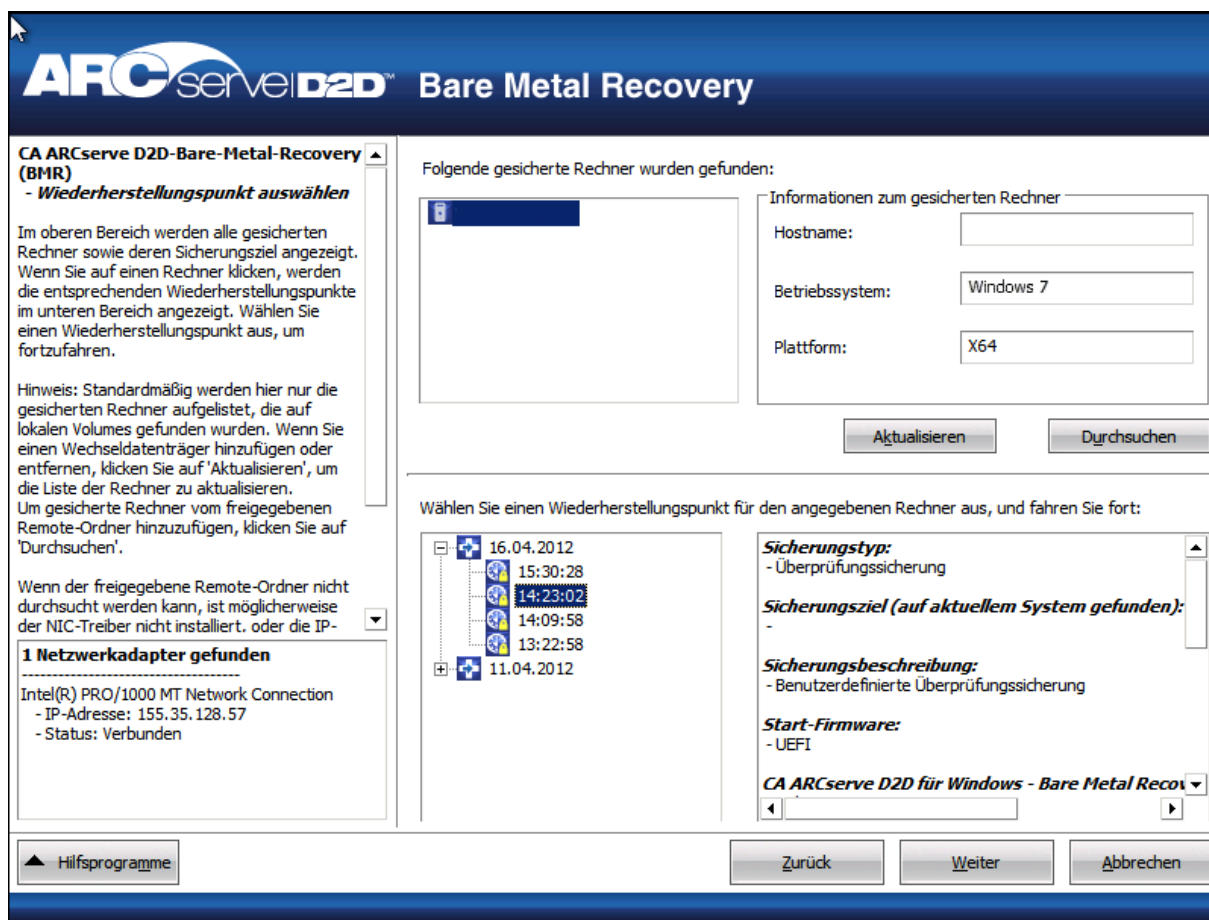 ARCserve D2D™ Bare Metal Recovery
CA ARCserve D2D-Bare-Metal-Recovery
(BMR)
- Wiederherstellungspunkt auswählen
Im oberen Bereich werden alle gesicherten
Rechner sowie deren Sicherungsziel angezeigt.
Wenn Sie auf einen Rechner klicken, werden
die entsprechenden Wiederherstellungspunkte
im unteren Bereich angezeigt. Wählen Sie
einen Wiederherstellungspunkt aus, um
fortzufahren.
Hinweis: Standardmäßig werden hier nur die
gesicherten Rechner aufgelistet, die auf
lokalen Volumes gefunden wurden. Wenn Sie
einen Wechseldatenträger hinzufügen oder
entfernen, klicken Sie auf 'Aktualisieren', um
die Liste der Rechner zu aktualisieren.
Um gesicherte Rechner vom freigegebenen
Remote-Ordner hinzuzufügen, klicken Sie auf
'Durchsuchen'.
Wenn der freigegebene Remote-Ordner nicht
durchsucht werden kann, ist möglicherweise
der NIC-Treiber nicht installiert. oder die IP-
1 Netzwerkadapter gefunden
------------------------------------
Intel(R) PRO/1000 MT Network Connection
- IP-Adresse: 155.35.128.57
- Status: Verbunden
Folgende gesicherte Rechner wurden gefunden:
Informationen zum gesicherten Rechner
Hostname:
Betriebssystem: Windows 7
Plattform: X64
Aktualisieren
Durchsuchen
Wählen Sie einen Wiederherstellungspunkt für den angegebenen Rechner aus, und fahren Sie fort:
16.04.2012
15:30:28
14:23:02
14:09:58
13:22:58
11.04.2012
Sicherungstyp:
- Überprüfungssicherung
Sicherungsziel (auf aktuellem System gefunden):
-
Sicherungsbeschreibung:
- Benutzerdefinierte Überprüfungssicherung
Start-Firmware:
- UEFI
CA ARCserve D2D für Windows - Bare Metal Recov
Hilfsprogramme
Zurück
Weiter
Abbrechen